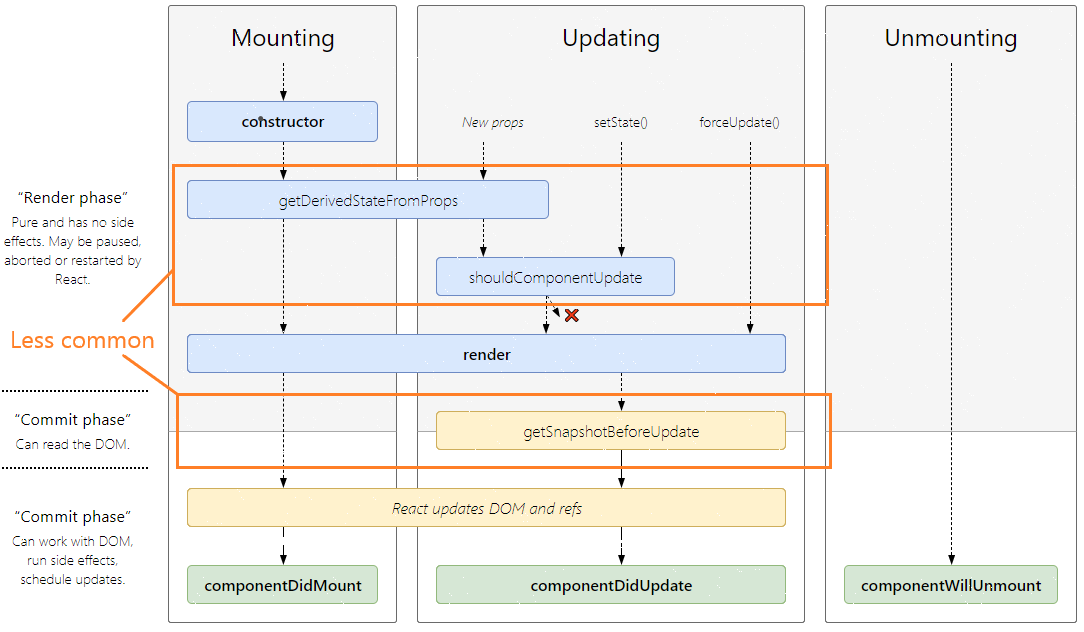 Mounting
Updating
Unmounting
constructor
New props
setState()
forceUpdate()
"Render phase"
Pure and has no side
effects. May be paused,
aborted or restarted by
React.
getDerivedStateFromProps
shouldComponentUpdate
Less common
render
"Commit phase"
Can read the DOM.
getSnapshotBeforeUpdate
"Commit phase"
Can work with DOM,
run side effects,
schedule updates.
React updates DOM and refs
componentDidMount
componentDidUpdate
componentWillUnmount